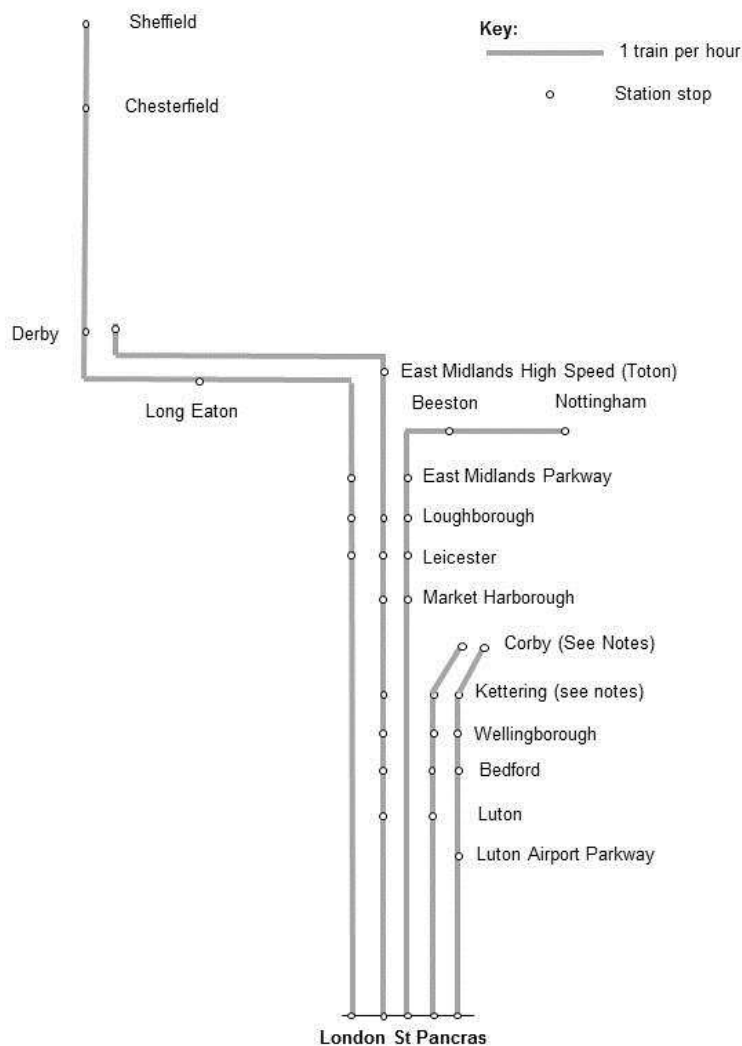 Sheffield
Key:
1 train per hour
Station stop
Chesterfield
Derby
East Midlands High Speed (Toton)
Long Eaton
Beeston
Nottingham
East Midlands Parkway
Loughborough
Leicester
Market Harborough
Corby (See Notes)
Kettering (see notes)
Wellingborough
Bedford
Luton
Luton Airport Parkway
London St Pancras